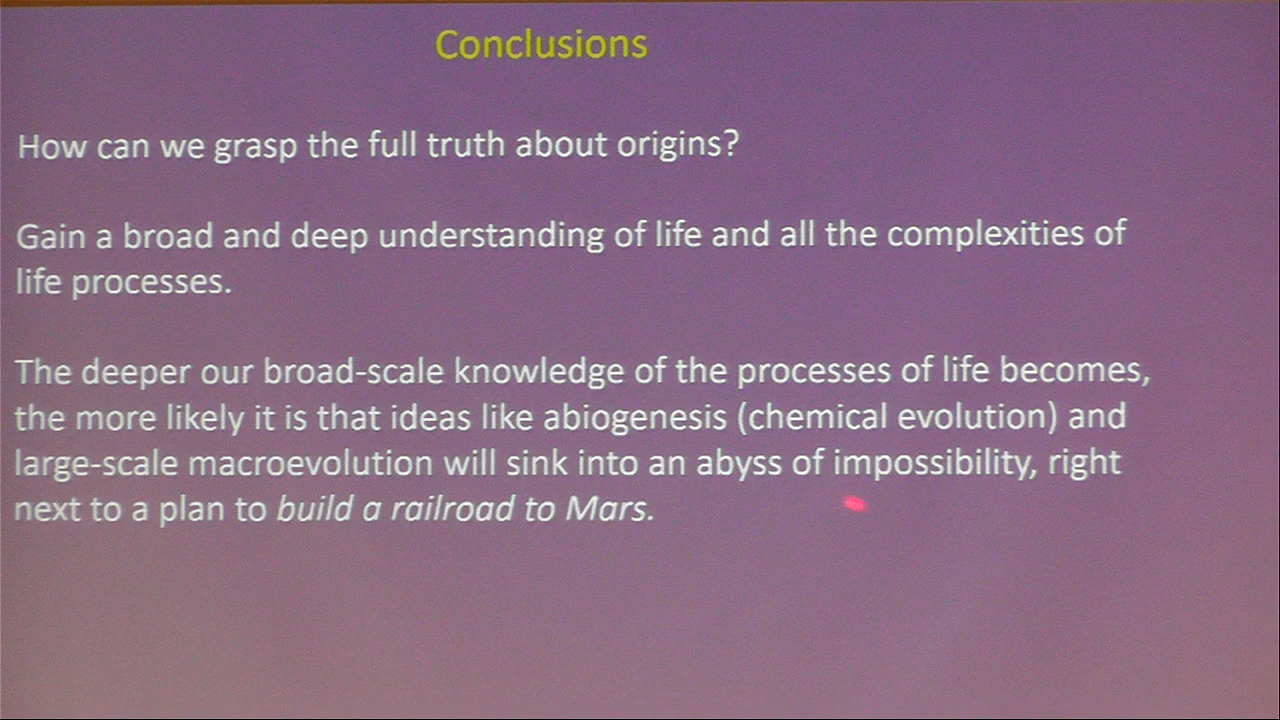 Conclusions
How can we grasp the full truth about origins?
Gain a broad and deep understanding of life and all the complexities of
life processes.
The deeper our broad-scale knowledge of the processes of life becomes,
the more likely it is that ideas like abiogenesis (chemical evolution) and
large-scale macroevolution will sink into an abyss of impossibility, right
next to a plan to build a railroad to Mars.